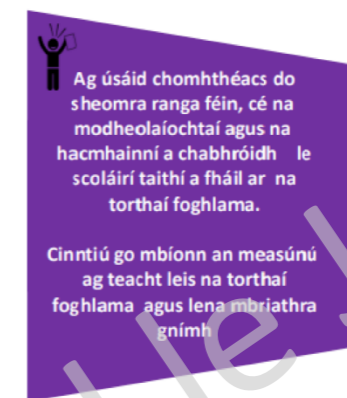 Ag úsáid chomhthéacs do
sheomra ranga féin, cé na
modheolaíochtaí agus na
hacmhainní a chabhróidh le
scoláirí taithí a fháil ar na
torthaí foghlama.
Cinntiú go mbíonn an measúnú
ag teacht leis na torthaí
foghlama agus lena mbriathra
gnímh